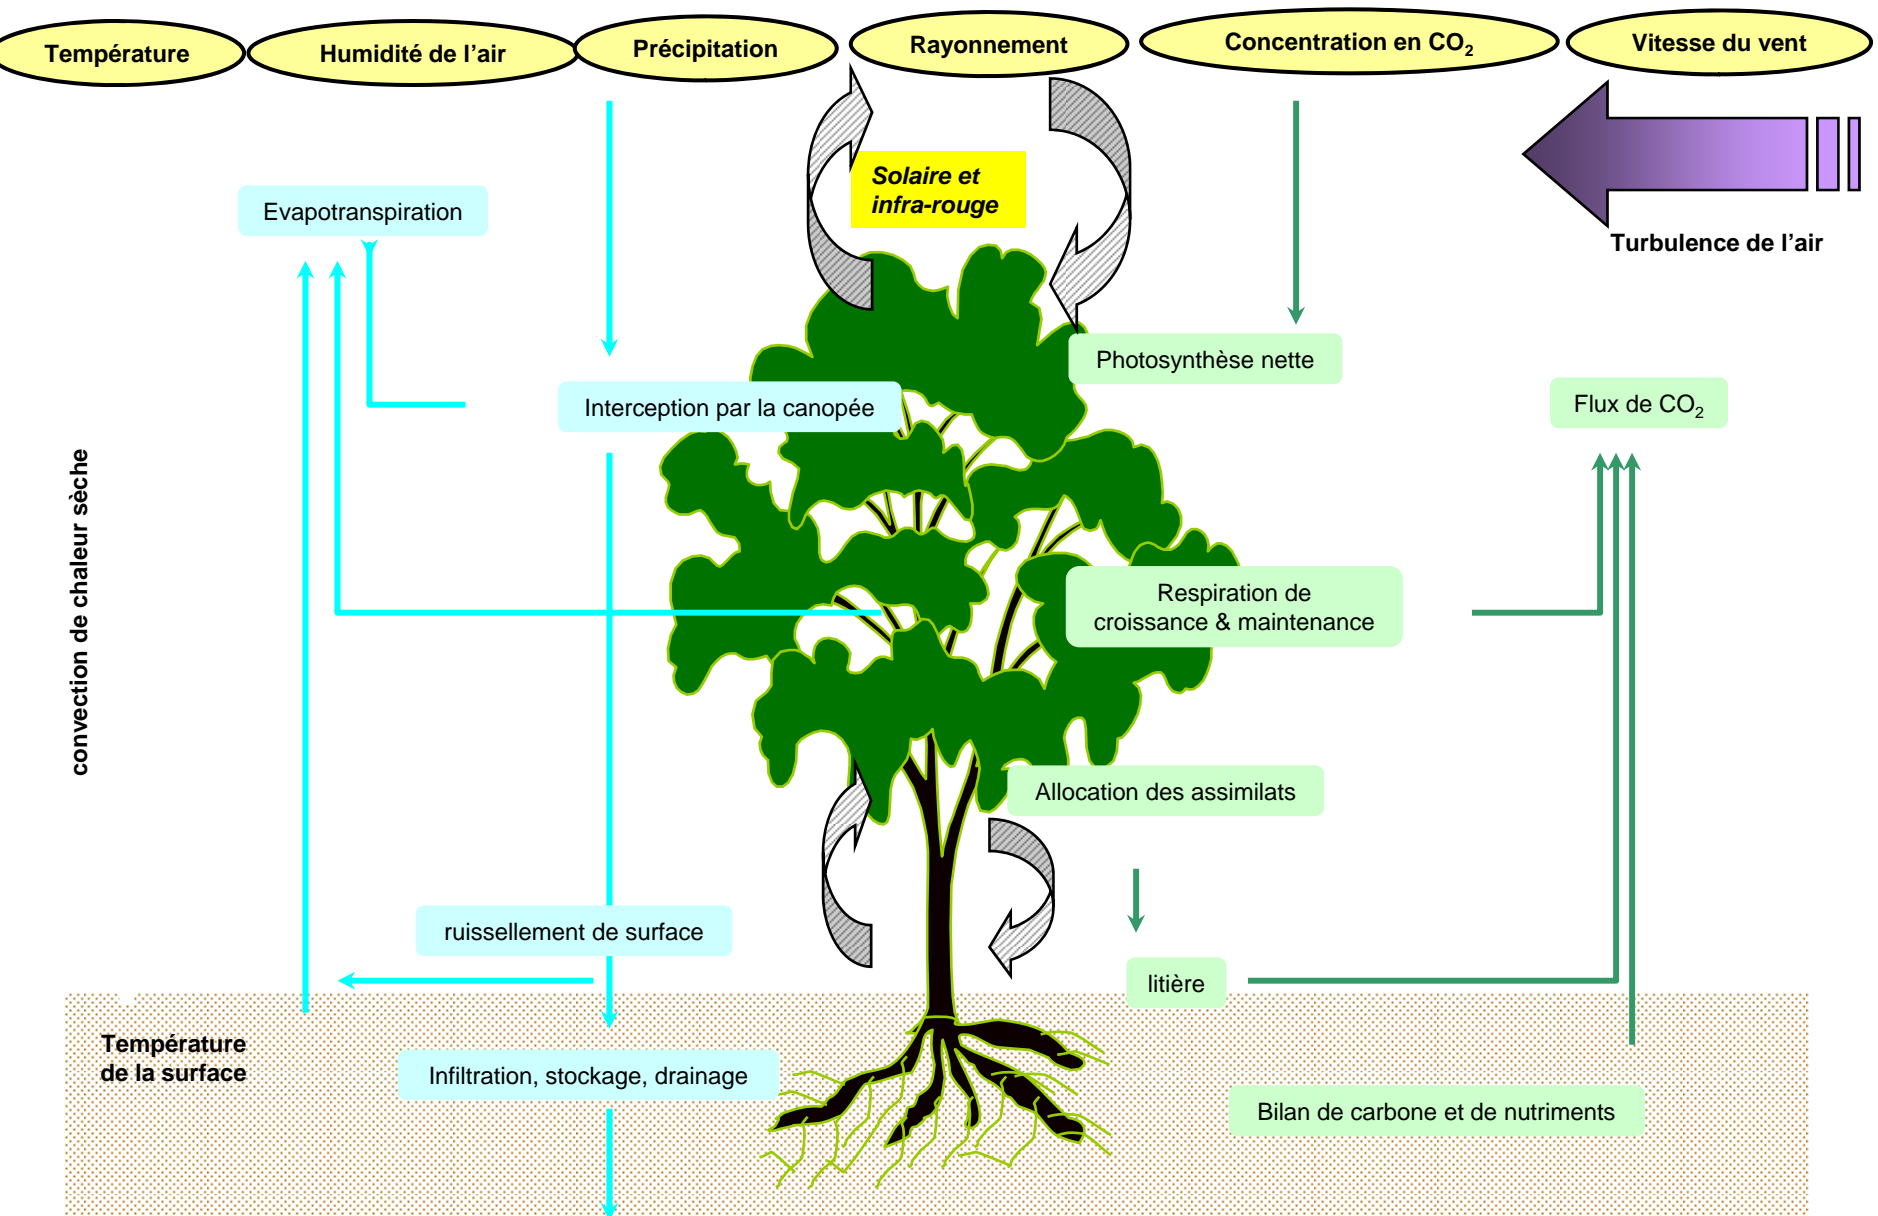 Température
Humidité de l'air
Précipitation
Rayonnement
Concentration en CO₂
Vitesse du vent
Solaire et
infra-rouge
Evapotranspiration
Turbulence de l'air
Photosynthèse nette
Interception par la canopée
Flux de CO₂
convection de chaleur sèche
Respiration de
croissance & maintenance
Allocation des assimilats
ruissellement de surface
litière
Température
de la surface
Infiltration, stockage, drainage
Bilan de carbone et de nutriments